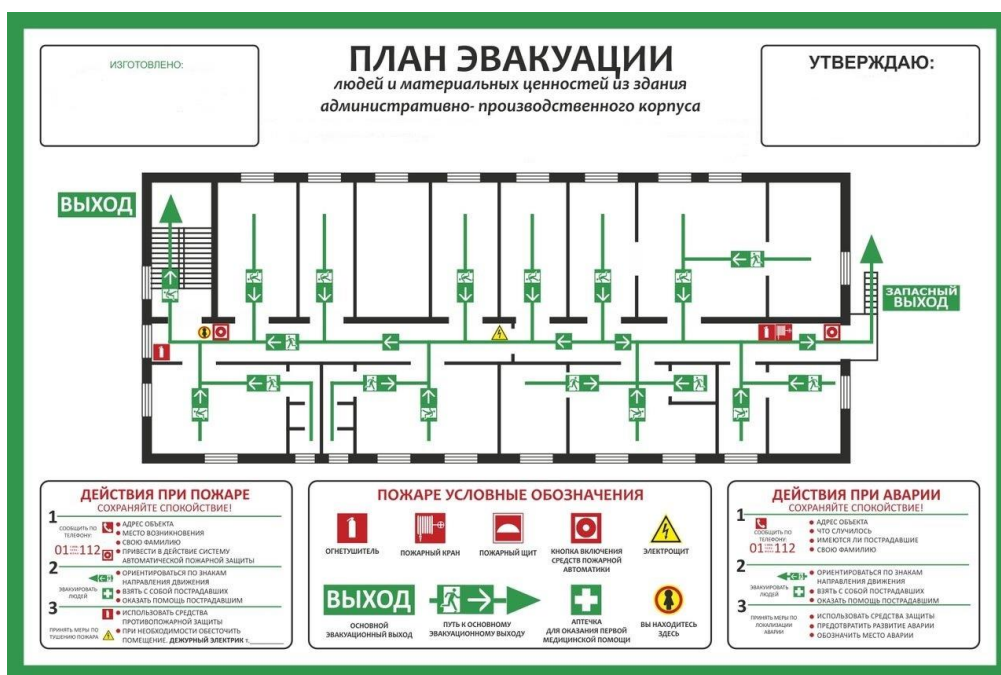 ИЗГОТОВЛЕНО:
ПЛАН ЭВАКУАЦИИ
людей и материальных ценностей из здания
административно- производственного корпуса
УТВЕРЖДАЮ:
ВЫХОД
ЗАПАСНЫЙ
ВЫХОД
ДЕЙСТВИЯ ПРИ ПОЖАРЕ
СОХРАНЯЙТЕ СПОКОЙСТВИЕ!
1
СООБЩИТЬ ПО
ТЕЛЕФОНУ:
01 112
АДРЕС ОБЪЕКТА
МЕСТО ВОЗНИКНОВЕНИЯ
СВОЮ ФАМИЛИЮ
ПРИВЕСТИ В ДЕЙСТВИЕ СИСТЕМУ
АВТОМАТИЧЕСКОЙ ПОЖАРНОЙ ЗАЩИТЫ
2
ЭВАКУИРОВАТЬ
ЛЮДЕЙ
ОРИЕНТИРОВАТЬСЯ ПО ЗНАКАМ
НАПРАВЛЕНИЯ ДВИЖЕНИЯ
ВЗЯТЬ С СОБОЙ ПОСТРАДАВШИХ
ОКАЗАТЬ ПОМОЩЬ ПОСТРАДАВШИМ
3
ПРИНЯТЬ МЕРЫ ПО
ТУШЕНИЮ ПОЖАРА
ИСПОЛЬЗОВАТЬ СРЕДСТВА
ПРОТИВОПОЖАРНОЙ ЗАЩИТЫ
ПРИ НЕОБХОДИМОСТИ ОБЕСТОЧИТЬ
ПОМЕЩЕНИЕ. ДЕЖУРНЫЙ ЭЛЕКТРИК т.________
ПОЖАРЕ УСЛОВНЫЕ ОБОЗНАЧЕНИЯ
ОГНЕТУШИТЕЛЬ
ПОЖАРНЫЙ КРАН
ПОЖАРНЫЙ ЩИТ
КНОПКА ВКЛЮЧЕНИЯ
СРЕДСТВ ПОЖАРНОЙ
АВТОМАТИКИ
ЭЛЕКТРОЩИТ
ВЫХОД
ОСНОВНОЙ
ЭВАКУАЦИОННЫЙ ВЫХОД
ПУТЬ К ОСНОВНОМУ
ЭВАКУАЦИОННОМУ ВЫХОДУ
АПТЕЧКА
ДЛЯ ОКАЗАНИЯ ПЕРВОЙ
МЕДИЦИНСКОЙ ПОМОЩИ
ВЫ НАХОДИТЕСЬ
ЗДЕСЬ
ДЕЙСТВИЯ ПРИ АВАРИИ
СОХРАНЯЙТЕ СПОКОЙСТВИЕ!
1
СООБЩИТЬ ПО
ТЕЛЕФОНУ:
01 112
АДРЕС ОБЪЕКТА
ЧТО СЛУЧИЛОСЬ
ИМЕЮТСЯ ЛИ ПОСТРАДАВШИЕ
СВОЮ ФАМИЛИЮ
2
ЭВАКУИРОВАТЬ
ЛЮДЕЙ
ОРИЕНТИРОВАТЬСЯ ПО ЗНАКАМ
НАПРАВЛЕНИЯ ДВИЖЕНИЯ
ВЗЯТЬ С СОБОЙ ПОСТРАДАВШИХ
ОКАЗАТЬ ПОМОЩЬ ПОСТРАДАВШИМ
3
ПРИНЯТЬ МЕРЫ ПО
ЛОКАЛИЗАЦИИ
АВАРИИ
ИСПОЛЬЗОВАТЬ СРЕДСТВА ЗАЩИТЫ
ПРЕДОТВРАТИТЬ РАЗВИТИЕ АВАРИИ
ОБОЗНАЧИТЬ МЕСТО АВАРИИ